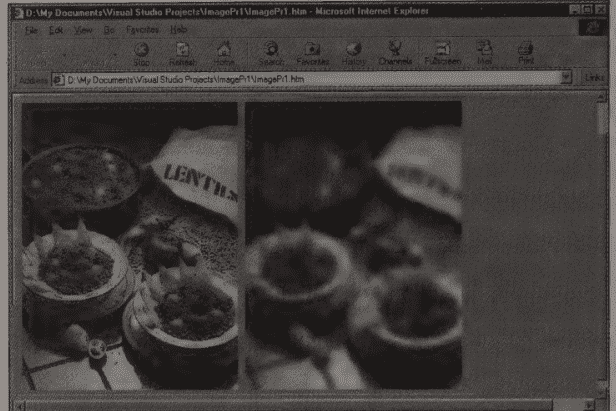 D:\My Documents\Visual Studio Projects\ImagePr1\ImagePr1.htm - Microsoft Internet Explorer
File Edit View Go Favorites Help
Stop Refresh Home Search Favorites History Channels Fullscreen Mail Print
Address D:\My Documents\Visual Studio Projects\ImagePr1\ImagePr1.htm Links
LENTILS